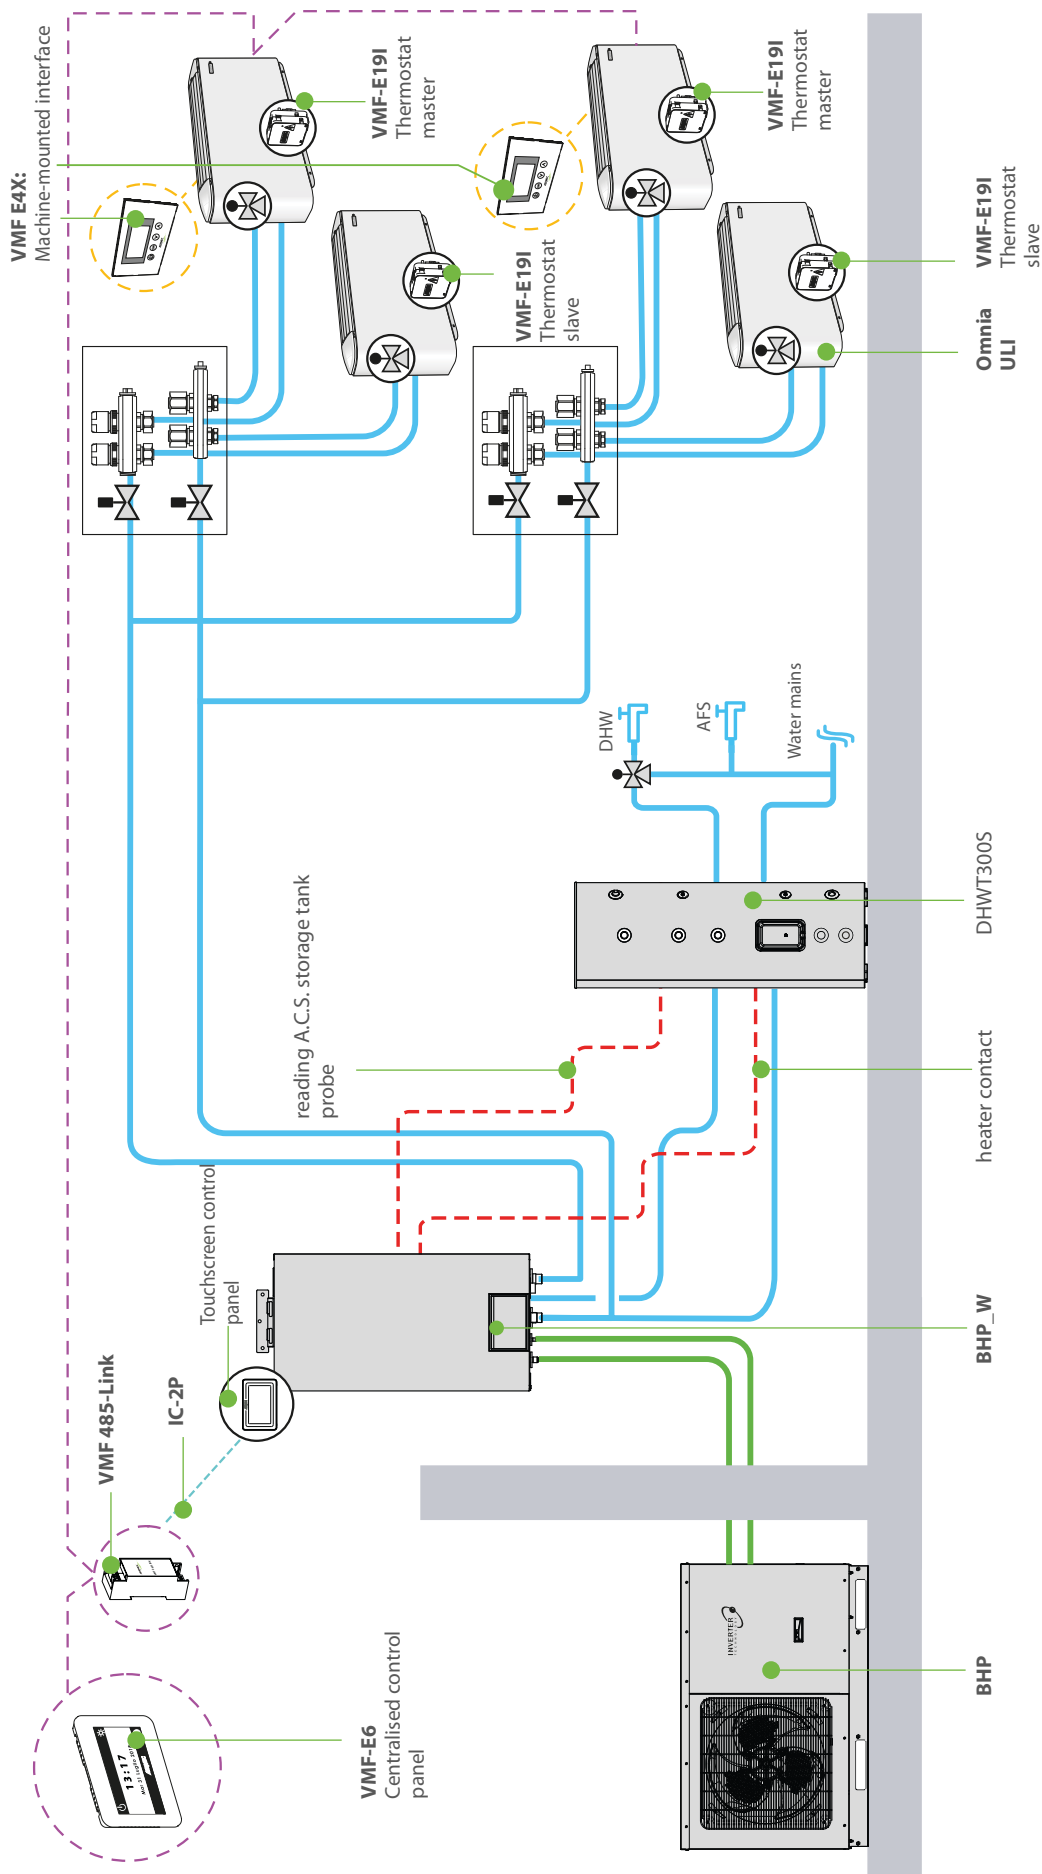 VMF-E6
Centralised control
panel
13:17
VMF 485-Link
IC-2P
Touchscreen control
panel
reading A.C.S. storage tank
probe
VMF E4X:
Machine-mounted interface
VMF-E19I
Thermostat
master
VMF-E19I
Thermostat
slave
VMF-E19I
Thermostat
master
VMF-E19I
Thermostat
slave
Omnia
ULI
DHW
AFS
Water mains
DHWT300S
heater contact
BHP_W
BHP
INVERTER